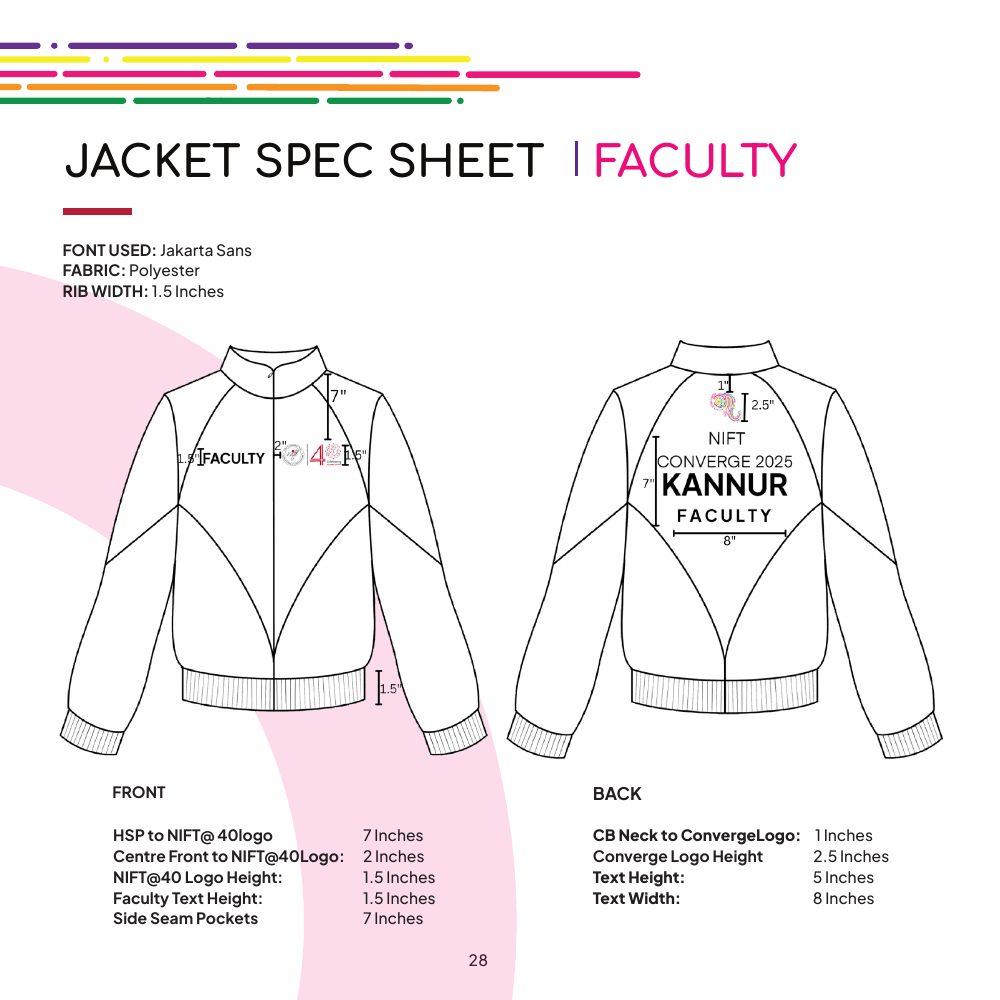 JACKET SPEC SHEET | FACULTY
FONT USED: Jakarta Sans
FABRIC: Polyester
RIB WIDTH: 1.5 Inches
7"
1.5"
FACULTY
2"
40
1.5"
1.5"
1"
2.5"
NIFT
CONVERGE 2025
KANNUR
FACULTY
7"
8"
FRONT
HSP to NIFT@ 40logo 7 Inches
Centre Front to NIFT@40Logo: 2 Inches
NIFT@40 Logo Height: 1.5 Inches
Faculty Text Height: 1.5 Inches
Side Seam Pockets 7 Inches
BACK
CB Neck to ConvergeLogo: 1 Inches
Converge Logo Height 2.5 Inches
Text Height: 5 Inches
Text Width: 8 Inches
28